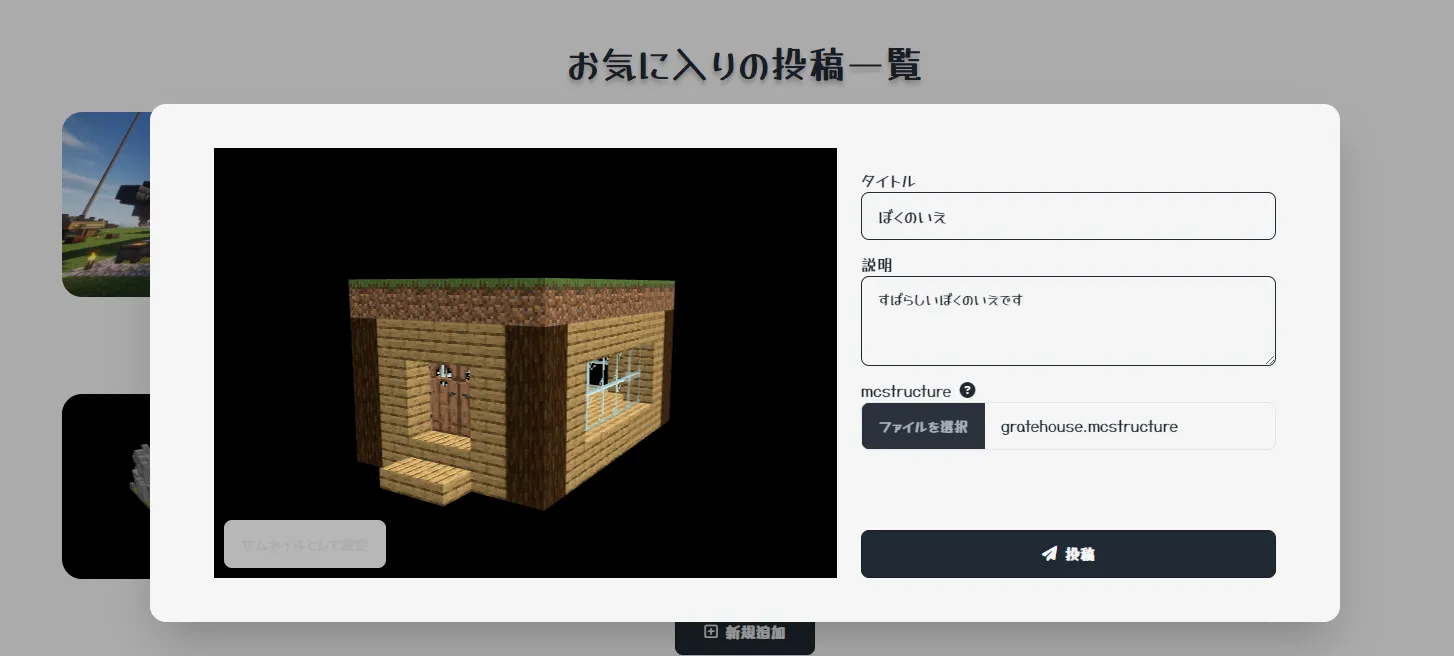 お気に入りの投稿一覧
タイトル
ぼくのいえ
説明
すばらしいぼくのいえです
mcstructure ?
ファイルを選択 gratehouse.mcstructure
サムネイルとして設定
投稿
新規追加